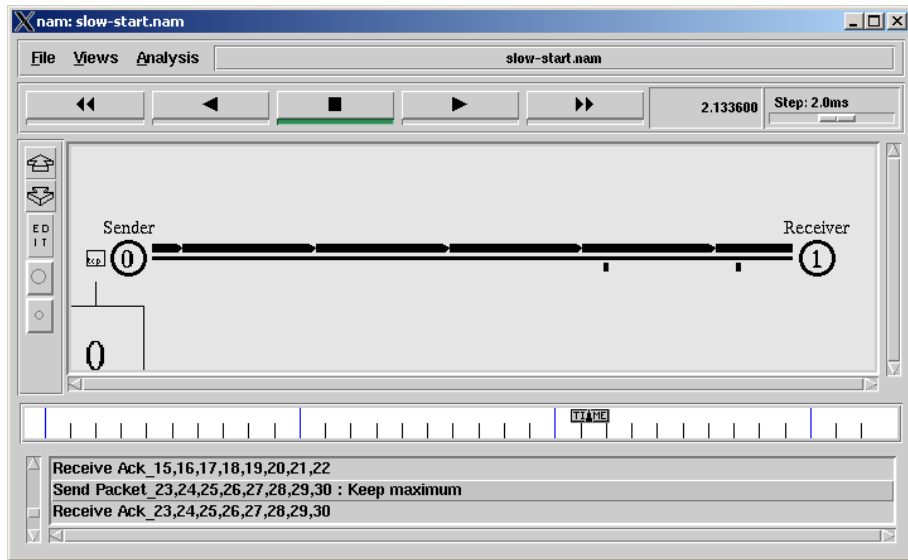 nam: slow-start.nam
File Views Analysis slow-start.nam
2.133600 Step: 2.0ms
ED
IT
Sender Receiver
tcp 0 1
0
TIME
Receive Ack_15,16,17,18,19,20,21,22
Send Packet_23,24,25,26,27,28,29,30 : Keep maximum
Receive Ack_23,24,25,26,27,28,29,30